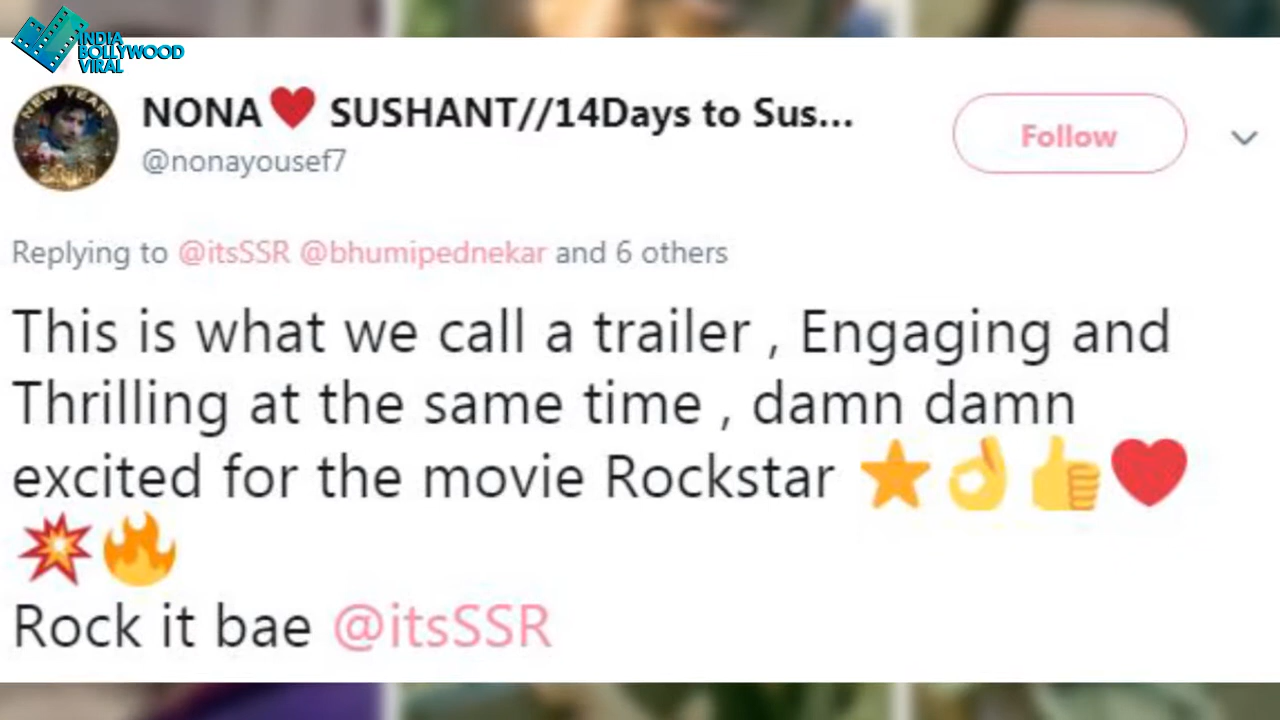 INDIA
BOLLYWOOD
VIRAL
NONA❤️ SUSHANT//14Days to Sus...
@nonayousef7
Follow
Replying to @itsSSR @bhumipednekar and 6 others
This is what we call a trailer , Engaging and
Thrilling at the same time , damn damn
excited for the movie Rockstar ⭐👌👍❤️
💥🔥
Rock it bae @itsSSR
NEW YEAR